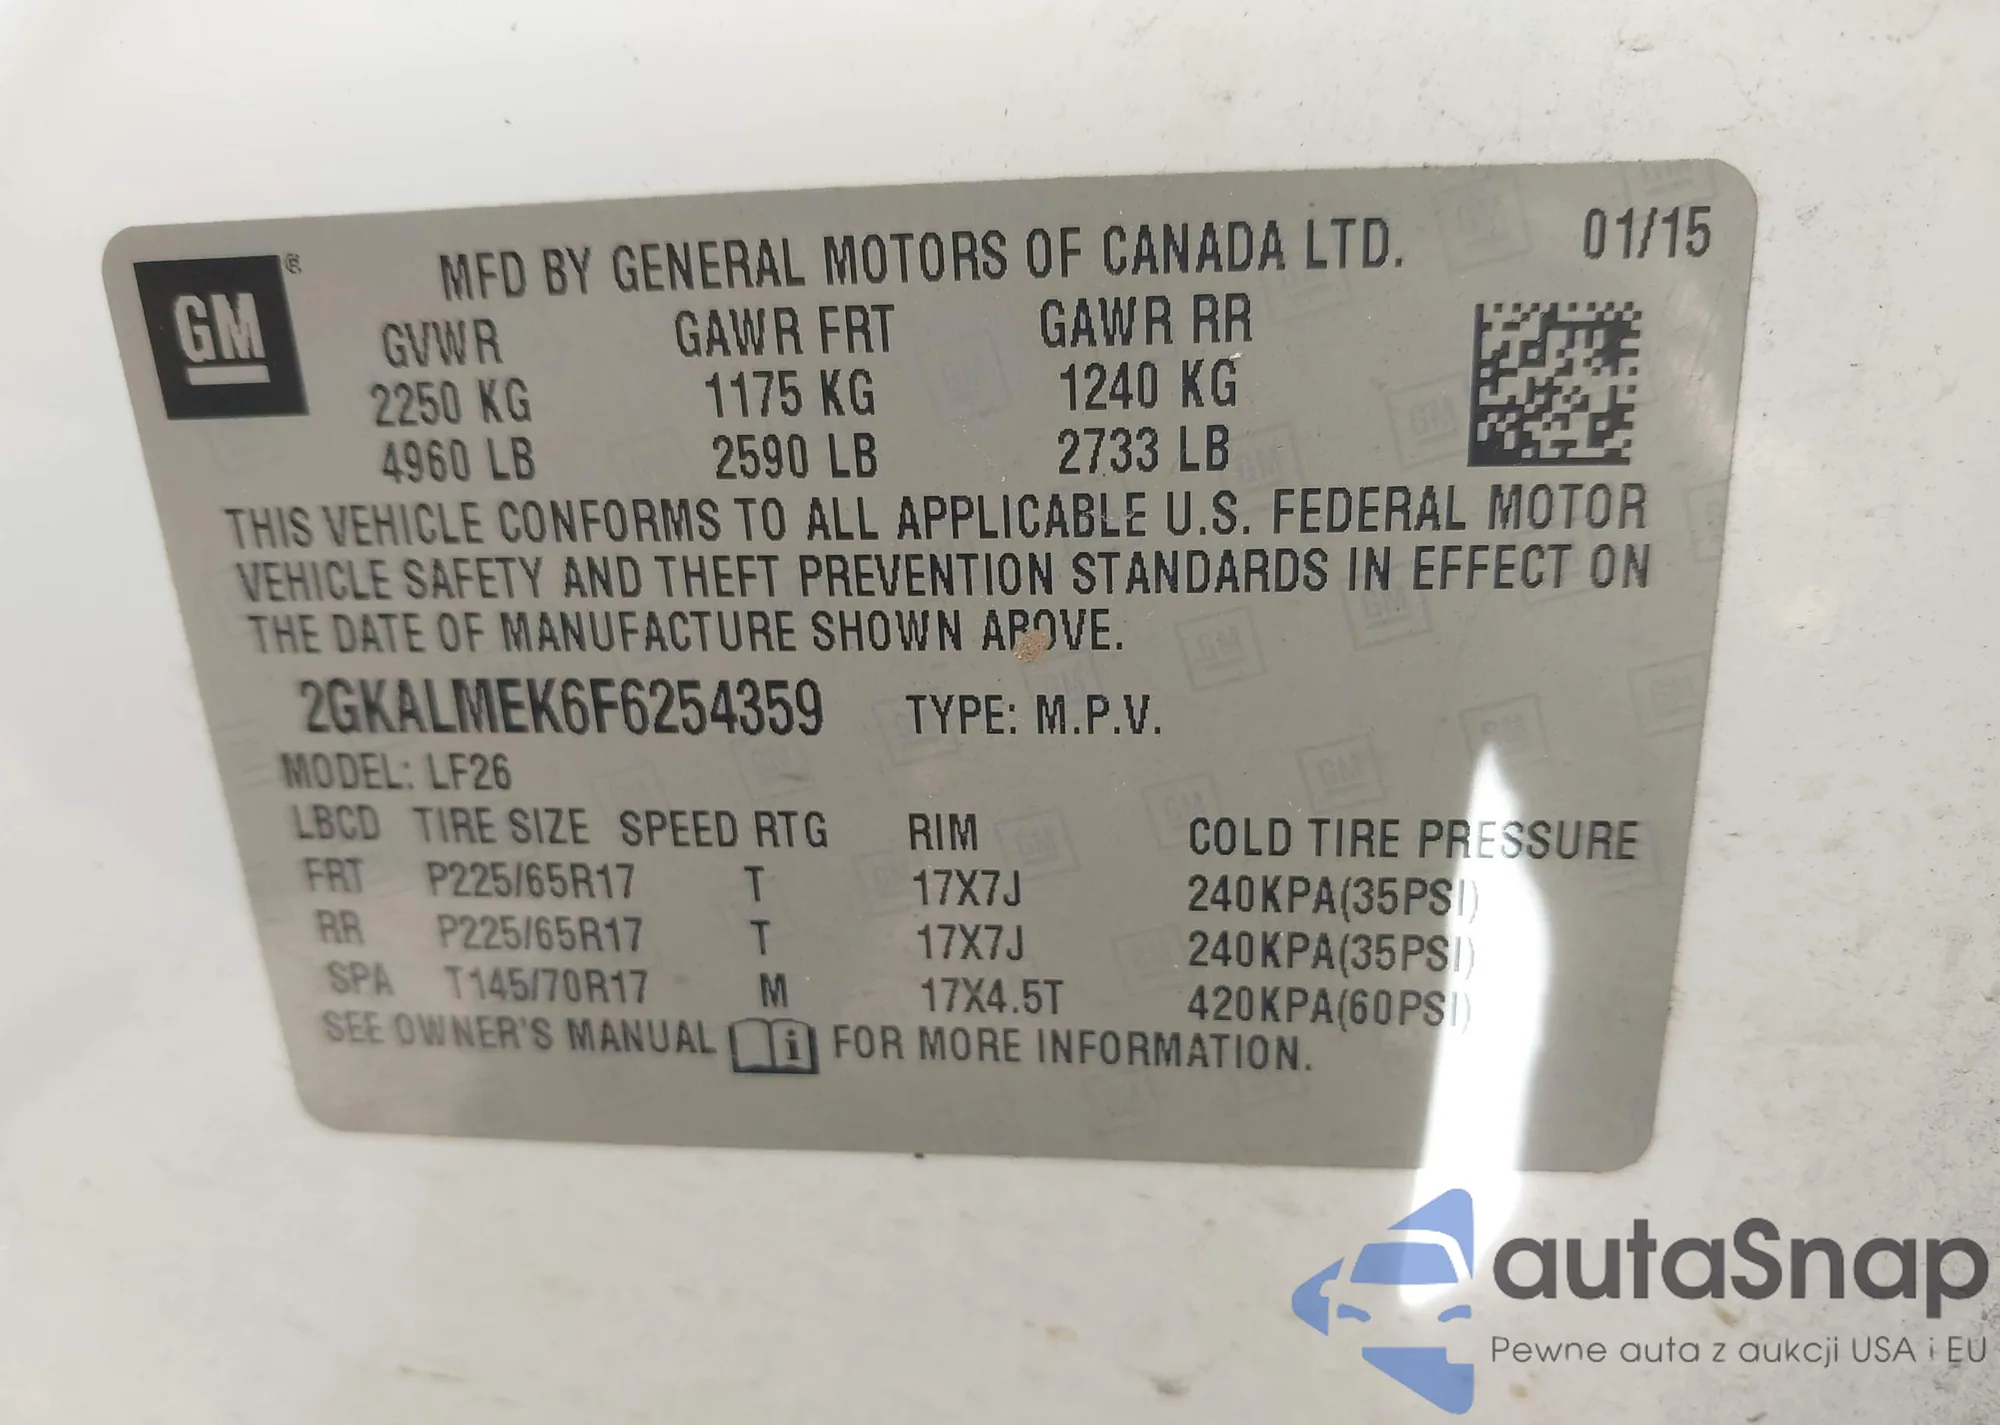 GM ®
MFD BY GENERAL MOTORS OF CANADA LTD. 01/15
GVWR GAWR FRT GAWR RR
2250 KG 1175 KG 1240 KG
4960 LB 2590 LB 2733 LB
THIS VEHICLE CONFORMS TO ALL APPLICABLE U.S. FEDERAL MOTOR
VEHICLE SAFETY AND THEFT PREVENTION STANDARDS IN EFFECT ON
THE DATE OF MANUFACTURE SHOWN ABOVE.
2GKALMEK6F6254359 TYPE: M.P.V.
MODEL: LF26
LBCD TIRE SIZE SPEED RTG RIM COLD TIRE PRESSURE
FRT P225/65R17 T 17X7J 240KPA(35PSI)
RR P225/65R17 T 17X7J 240KPA(35PSI)
SPA T145/70R17 M 17X4.5T 420KPA(60PSI)
SEE OWNER'S MANUAL i FOR MORE INFORMATION.
autaSnap
Pewne auta z aukcji USA i EU